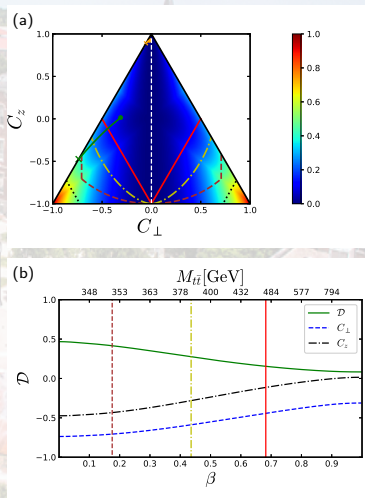 (a)
1.0
0.5
0.0
−0.5
−1.0
C_z
−1.0 −0.5 0.0 0.5 1.0
C_⊥
1.0
0.8
0.6
0.4
0.2
0.0
(b)
M_{tt̄}[GeV]
348 353 363 378 400 432 484 577 794
1.0
0.5
0.0
−0.5
−1.0
𝒟
𝒟
C_⊥
C_z
0.1 0.2 0.3 0.4 0.5 0.6 0.7 0.8 0.9
β